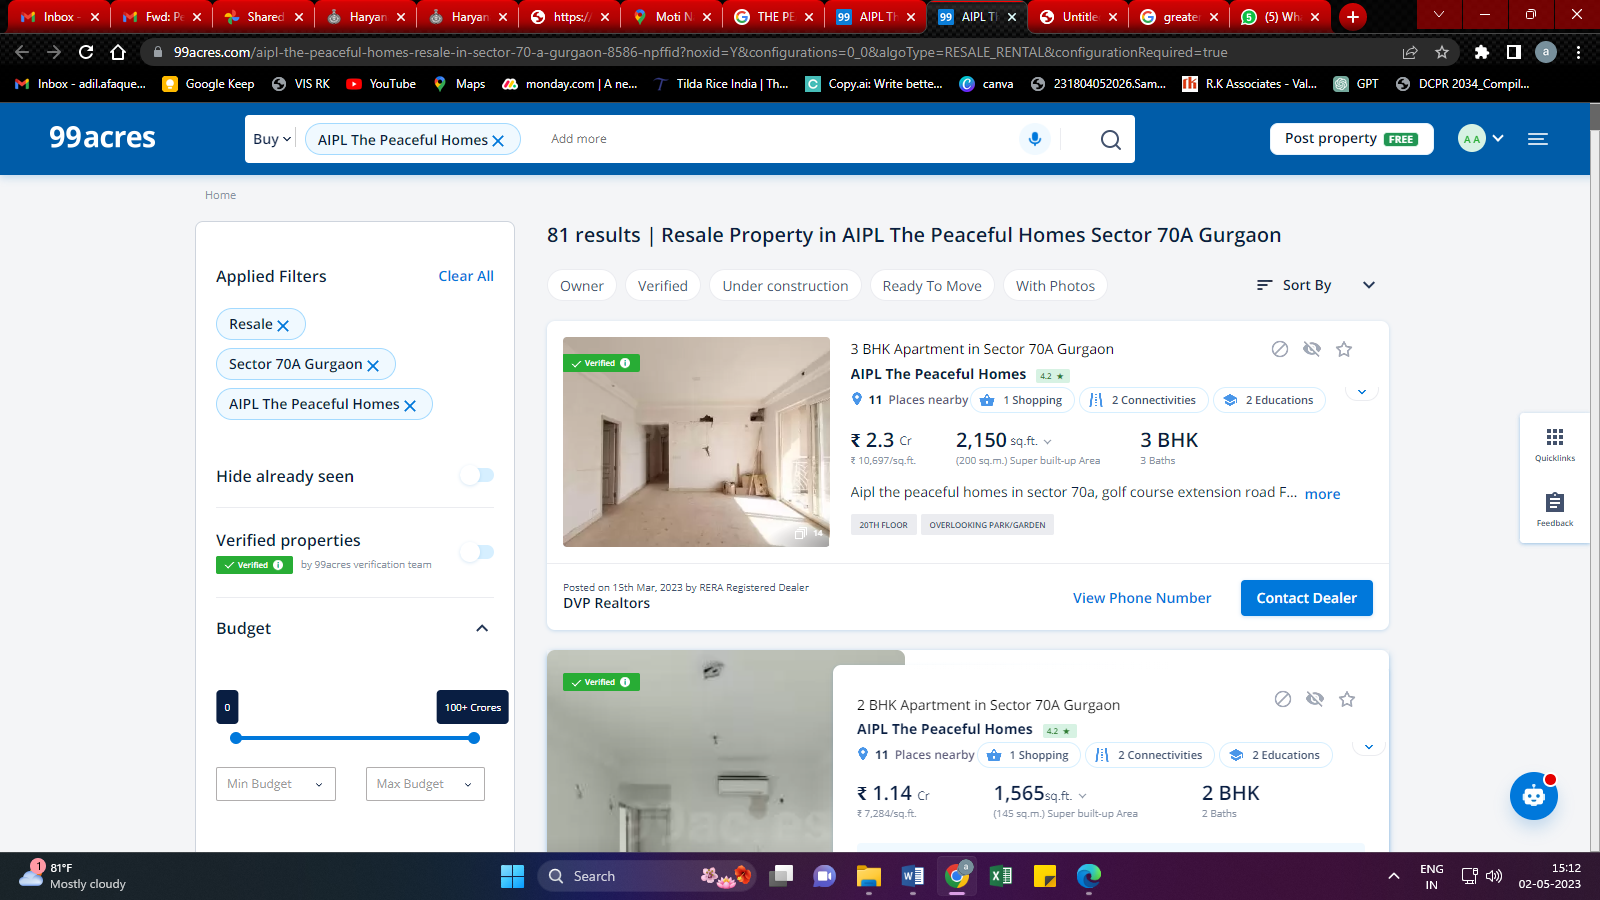 Inbox -
Fwd: Pe
Shared
Haryan
Haryan
https:/
Moti N
THE PE
99 AIPL Th
99 AIPL Th
Untitle
greater
(5) Wha
99acres.com/aipl-the-peaceful-homes-resale-in-sector-70-a-gurgaon-8586-npffid?noxid=Y&configurations=0_0&algoType=RESALE_RENTAL&configurationRequired=true
a
Inbox - adil.afaque...
Google Keep
VIS RK
YouTube
Maps
monday.com | A ne...
Tilda Rice India | Th...
Copy.ai: Write bette...
canva
231804052026.Sam...
R.K Associates - Val...
GPT
DCPR 2034_Compil...
99acres
Buy
AIPL The Peaceful Homes
Add more
Post property FREE
A A
Home
Applied Filters
Clear All
Resale
Sector 70A Gurgaon
AIPL The Peaceful Homes
Hide already seen
Verified properties
Verified by 99acres verification team
Budget
0
100+ Crores
Min Budget
Max Budget
81 results | Resale Property in AIPL The Peaceful Homes Sector 70A Gurgaon
Owner
Verified
Under construction
Ready To Move
With Photos
Sort By
Verified
14
3 BHK Apartment in Sector 70A Gurgaon
AIPL The Peaceful Homes 4.2 ★
11 Places nearby
1 Shopping
2 Connectivities
2 Educations
₹ 2.3 Cr
2,150 sq.ft.
3 BHK
₹ 10,697/sq.ft.
(200 sq.m.) Super built-up Area
3 Baths
Aipl the peaceful homes in sector 70a, golf course extension road F... more
20TH FLOOR
OVERLOOKING PARK/GARDEN
Posted on 15th Mar, 2023 by RERA Registered Dealer
DVP Realtors
View Phone Number
Contact Dealer
Verified
99acres
2 BHK Apartment in Sector 70A Gurgaon
AIPL The Peaceful Homes 4.2 ★
11 Places nearby
1 Shopping
2 Connectivities
2 Educations
₹ 1.14 Cr
1,565 sq.ft.
2 BHK
₹ 7,284/sq.ft.
(145 sq.m.) Super built-up Area
2 Baths
Quicklinks
Feedback
1
81°F
Mostly cloudy
Search
a
ENG
IN
15:12
02-05-2023